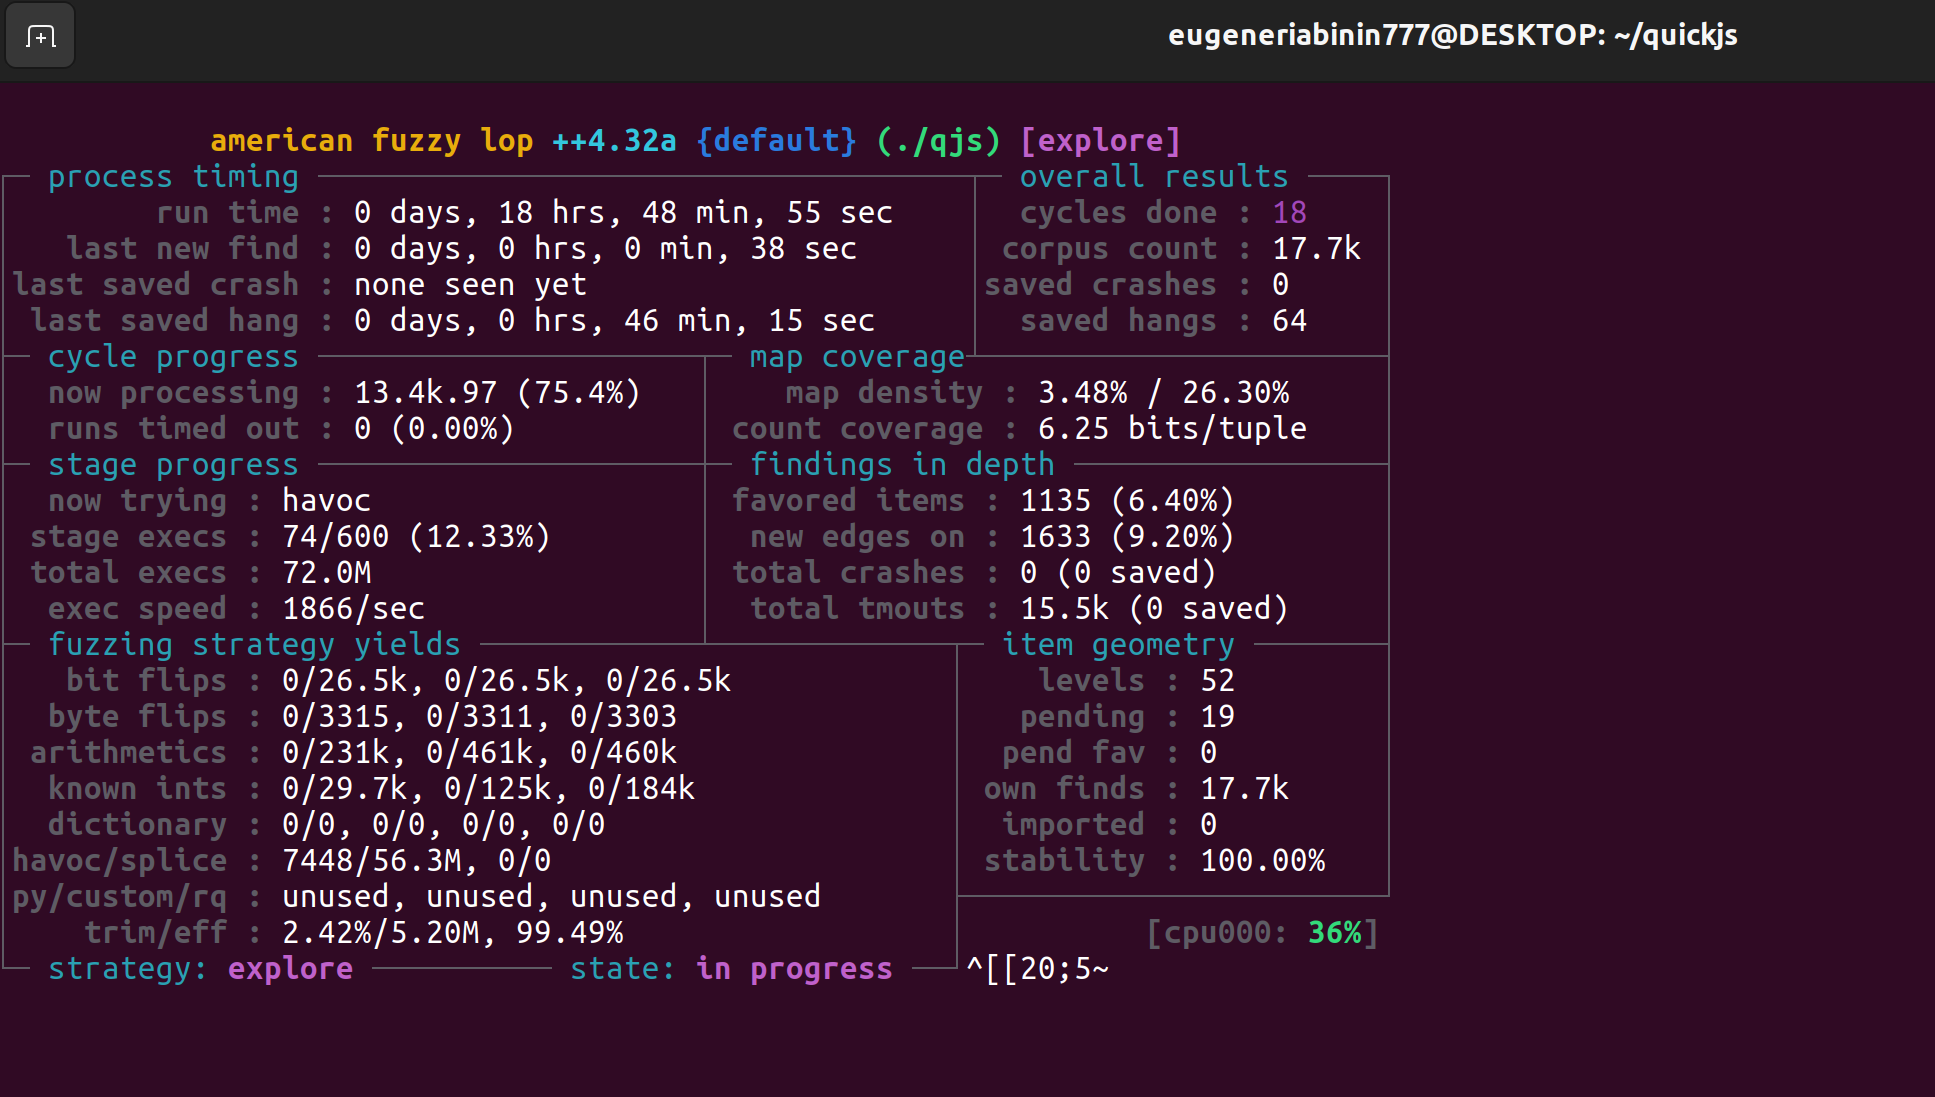 eugeneriabinin777@DESKTOP: ~/quickjs
american fuzzy lop ++4.32a {default} (./qjs) [explore]
process timing overall results
run time : 0 days, 18 hrs, 48 min, 55 sec cycles done : 18
last new find : 0 days, 0 hrs, 0 min, 38 sec corpus count : 17.7k
last saved crash : none seen yet saved crashes : 0
last saved hang : 0 days, 0 hrs, 46 min, 15 sec saved hangs : 64
cycle progress map coverage
now processing : 13.4k.97 (75.4%) map density : 3.48% / 26.30%
runs timed out : 0 (0.00%) count coverage : 6.25 bits/tuple
stage progress findings in depth
now trying : havoc favored items : 1135 (6.40%)
stage execs : 74/600 (12.33%) new edges on : 1633 (9.20%)
total execs : 72.0M total crashes : 0 (0 saved)
exec speed : 1866/sec total tmouts : 15.5k (0 saved)
fuzzing strategy yields item geometry
bit flips : 0/26.5k, 0/26.5k, 0/26.5k levels : 52
byte flips : 0/3315, 0/3311, 0/3303 pending : 19
arithmetics : 0/231k, 0/461k, 0/460k pend fav : 0
known ints : 0/29.7k, 0/125k, 0/184k own finds : 17.7k
dictionary : 0/0, 0/0, 0/0, 0/0 imported : 0
havoc/splice : 7448/56.3M, 0/0 stability : 100.00%
py/custom/rq : unused, unused, unused, unused
trim/eff : 2.42%/5.20M, 99.49% [cpu000: 36%]
strategy: explore state: in progress ^[[20;5~